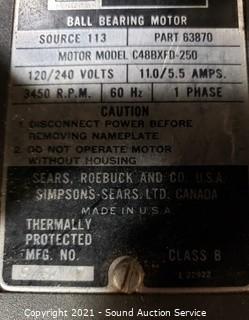 BALL BEARING MOTOR
SOURCE 113 PART 63870
MOTOR MODEL C48BXFD-250
120/240 VOLTS 11.0/5.5 AMPS.
3450 R.P.M. 60 Hz 1 PHASE
CAUTION
1. DISCONNECT POWER BEFORE
REMOVING NAMEPLATE
2. DO NOT OPERATE MOTOR
WITHOUT HOUSING
SEARS, ROEBUCK AND CO. U.S.A.
SIMPSONS-SEARS, LTD. CANADA
MADE IN U.S.A.
THERMALLY
PROTECTED
MFG. NO. CLASS B
Copyright © 2021 - Sound Auction Service